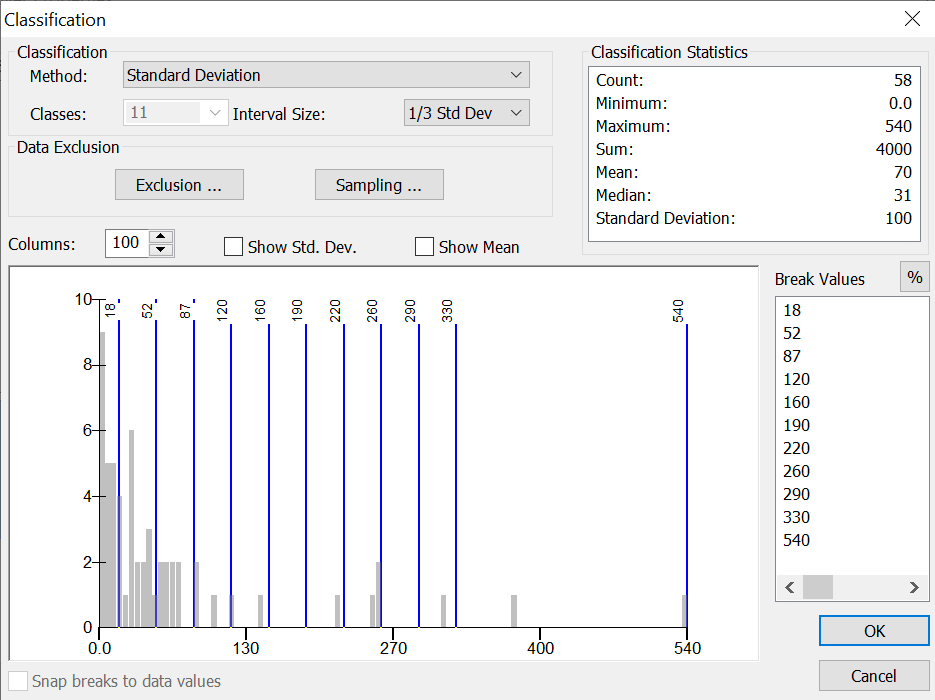 Classification
Classification
Method: Standard Deviation
Classes: 11 Interval Size: 1/3 Std Dev
Data Exclusion
Exclusion ... Sampling ...
Columns: 100 Show Std. Dev. Show Mean
Classification Statistics
Count: 58
Minimum: 0.0
Maximum: 540
Sum: 4000
Mean: 70
Median: 31
Standard Deviation: 100
10
8
6
4
2
0
18 52 87 120 160 190 220 260 290 330 540
0.0 130 270 400 540
Break Values %
18
52
87
120
160
190
220
260
290
330
540
OK
Cancel
Snap breaks to data values